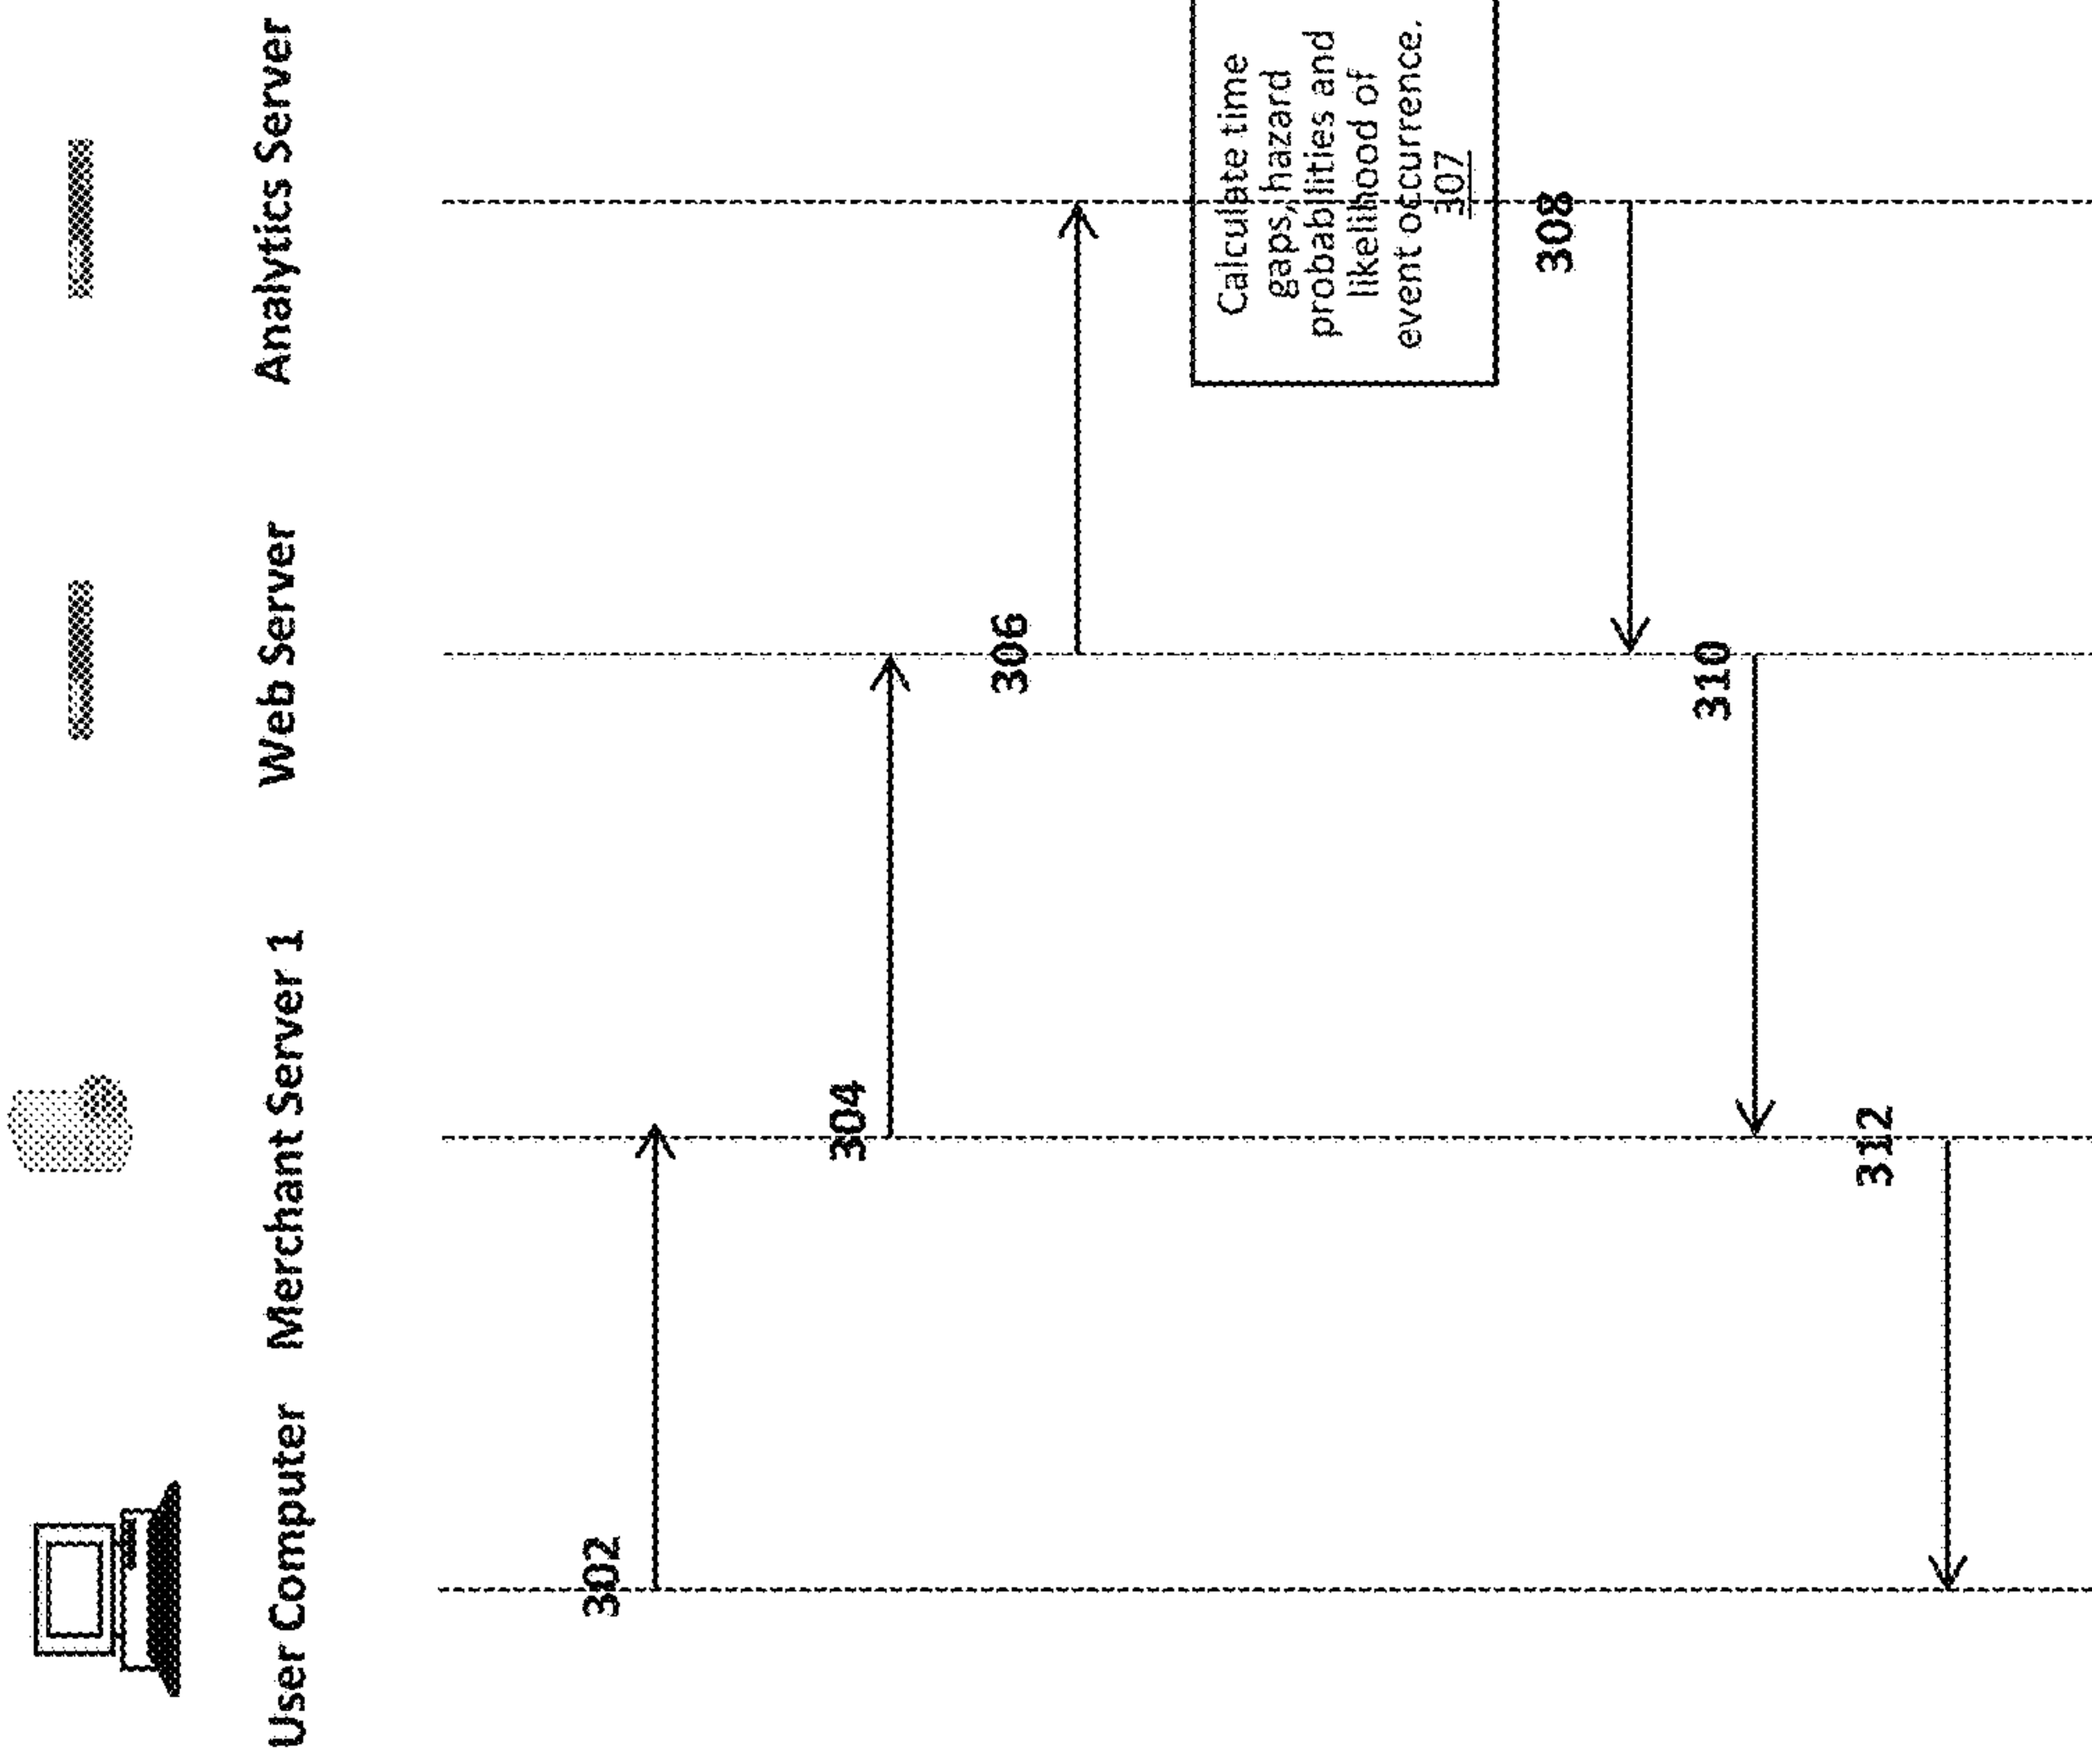 User Computer
Merchant Server 1
Web Server
Analytics Server
302
304
306
Calculate time
gaps, hazard
probabilities and
likelihood of
event occurrence.
307
308
310
312